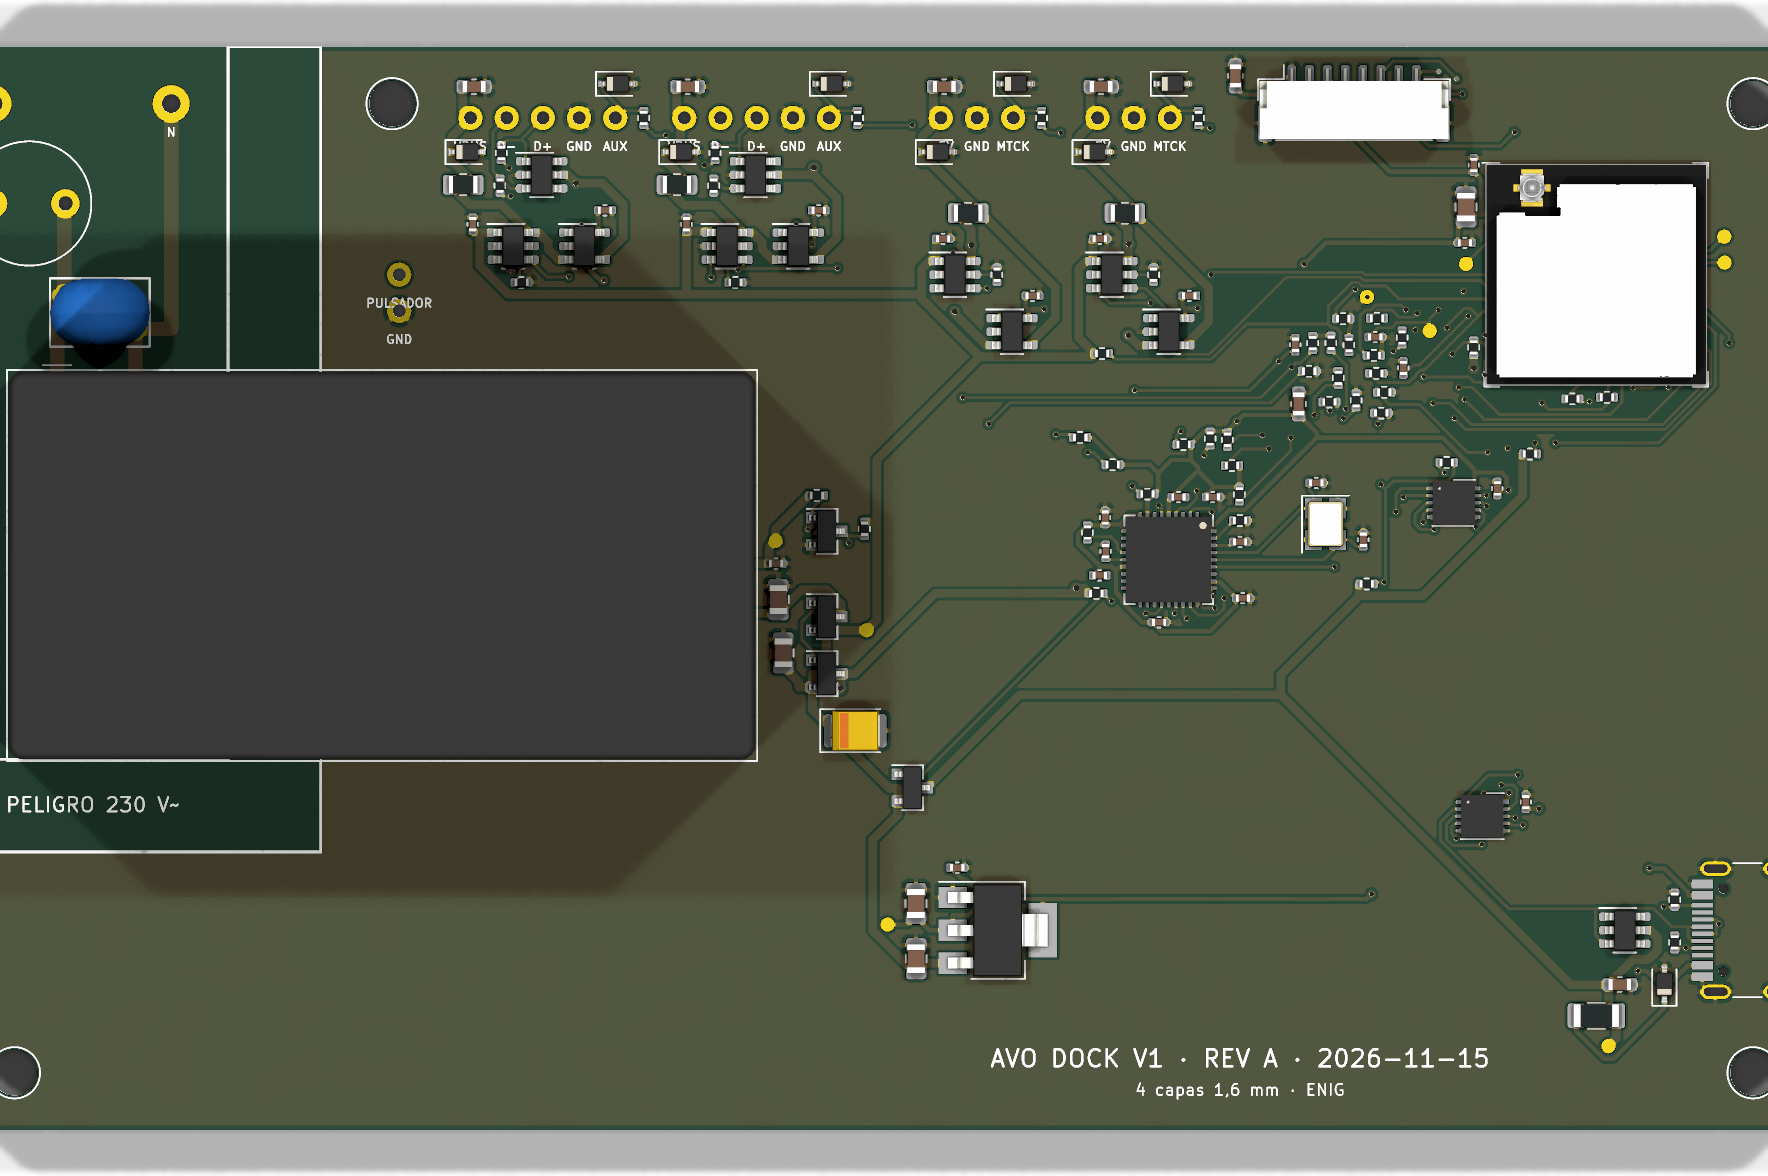 N
D+ GND AUX
D+ GND AUX
GND MTCK
GND MTCK
PULSADOR
GND
PELIGRO 230 V~
AVO DOCK V1 · REV A · 2026-11-15
4 capas 1,6 mm · ENIG